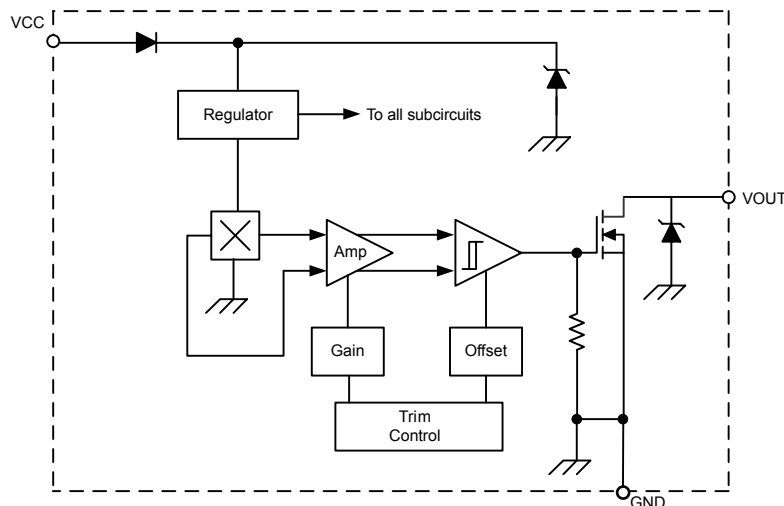 VCC
Regulator
To all subcircuits
VOUT
Amp
Gain
Offset
Trim
Control
GND